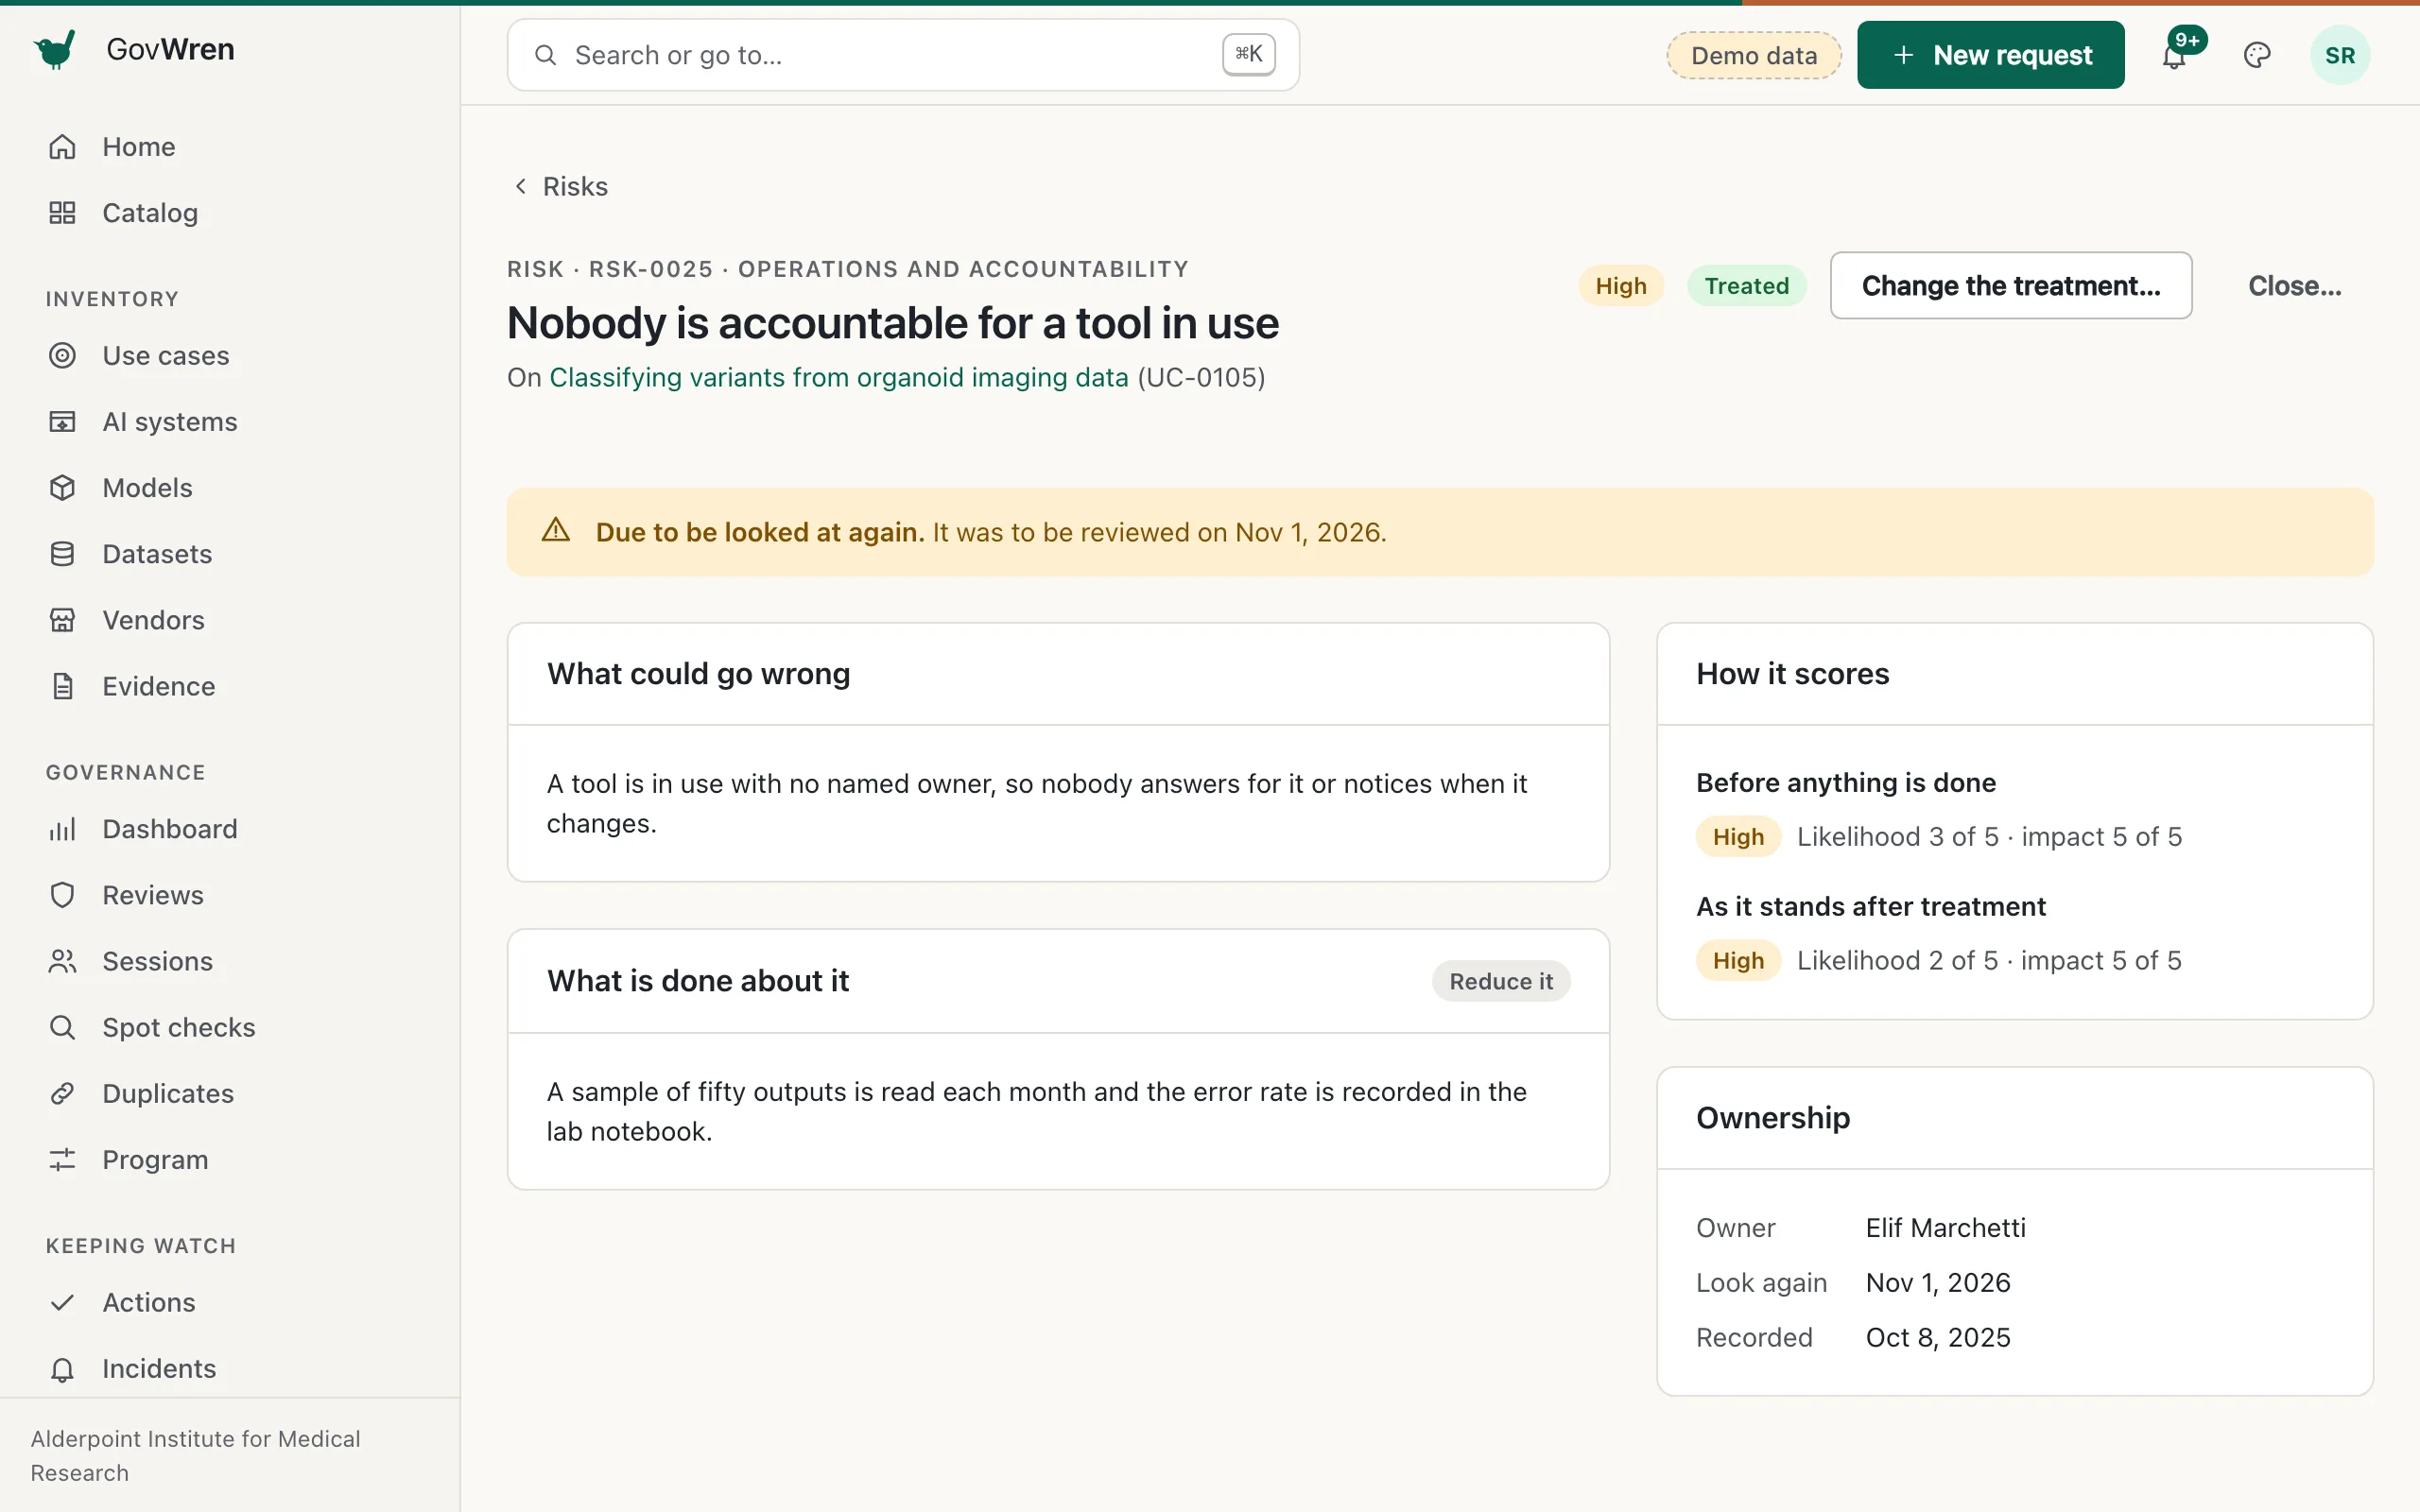 GovWren
Search or go to...
⌘K
Demo data
+ New request
9+
SR
Home
Catalog
INVENTORY
Use cases
AI systems
Models
Datasets
Vendors
Evidence
GOVERNANCE
Dashboard
Reviews
Sessions
Spot checks
Duplicates
Program
KEEPING WATCH
Actions
Incidents
Alderpoint Institute for Medical
Research
Risks
RISK · RSK-0025 · OPERATIONS AND ACCOUNTABILITY
Nobody is accountable for a tool in use
On Classifying variants from organoid imaging data (UC-0105)
High
Treated
Change the treatment...
Close...
Due to be looked at again. It was to be reviewed on Nov 1, 2026.
What could go wrong
A tool is in use with no named owner, so nobody answers for it or notices when it
changes.
What is done about it
Reduce it
A sample of fifty outputs is read each month and the error rate is recorded in the
lab notebook.
How it scores
Before anything is done
High Likelihood 3 of 5 · impact 5 of 5
As it stands after treatment
High Likelihood 2 of 5 · impact 5 of 5
Ownership
Owner Elif Marchetti
Look again Nov 1, 2026
Recorded Oct 8, 2025